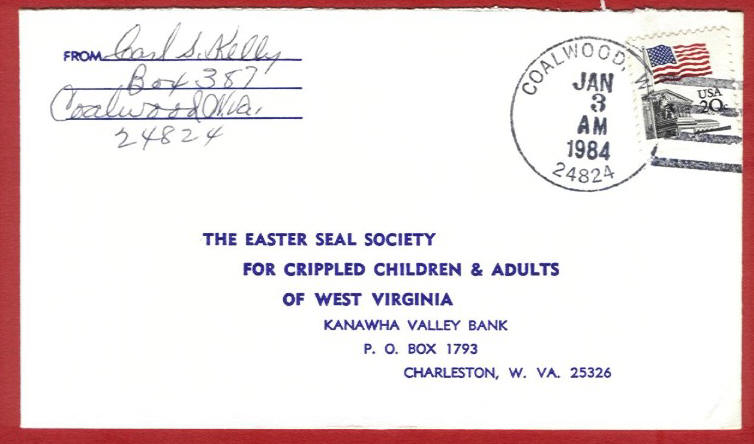 FROM Carl S. Kelly
Box 387
Coalwood W.Va.
24824
COALWOOD, WV
JAN
3
AM
1984
24824
USA
20c
THE EASTER SEAL SOCIETY
FOR CRIPPLED CHILDREN & ADULTS
OF WEST VIRGINIA
KANAWHA VALLEY BANK
P. O. BOX 1793
CHARLESTON, W. VA. 25326